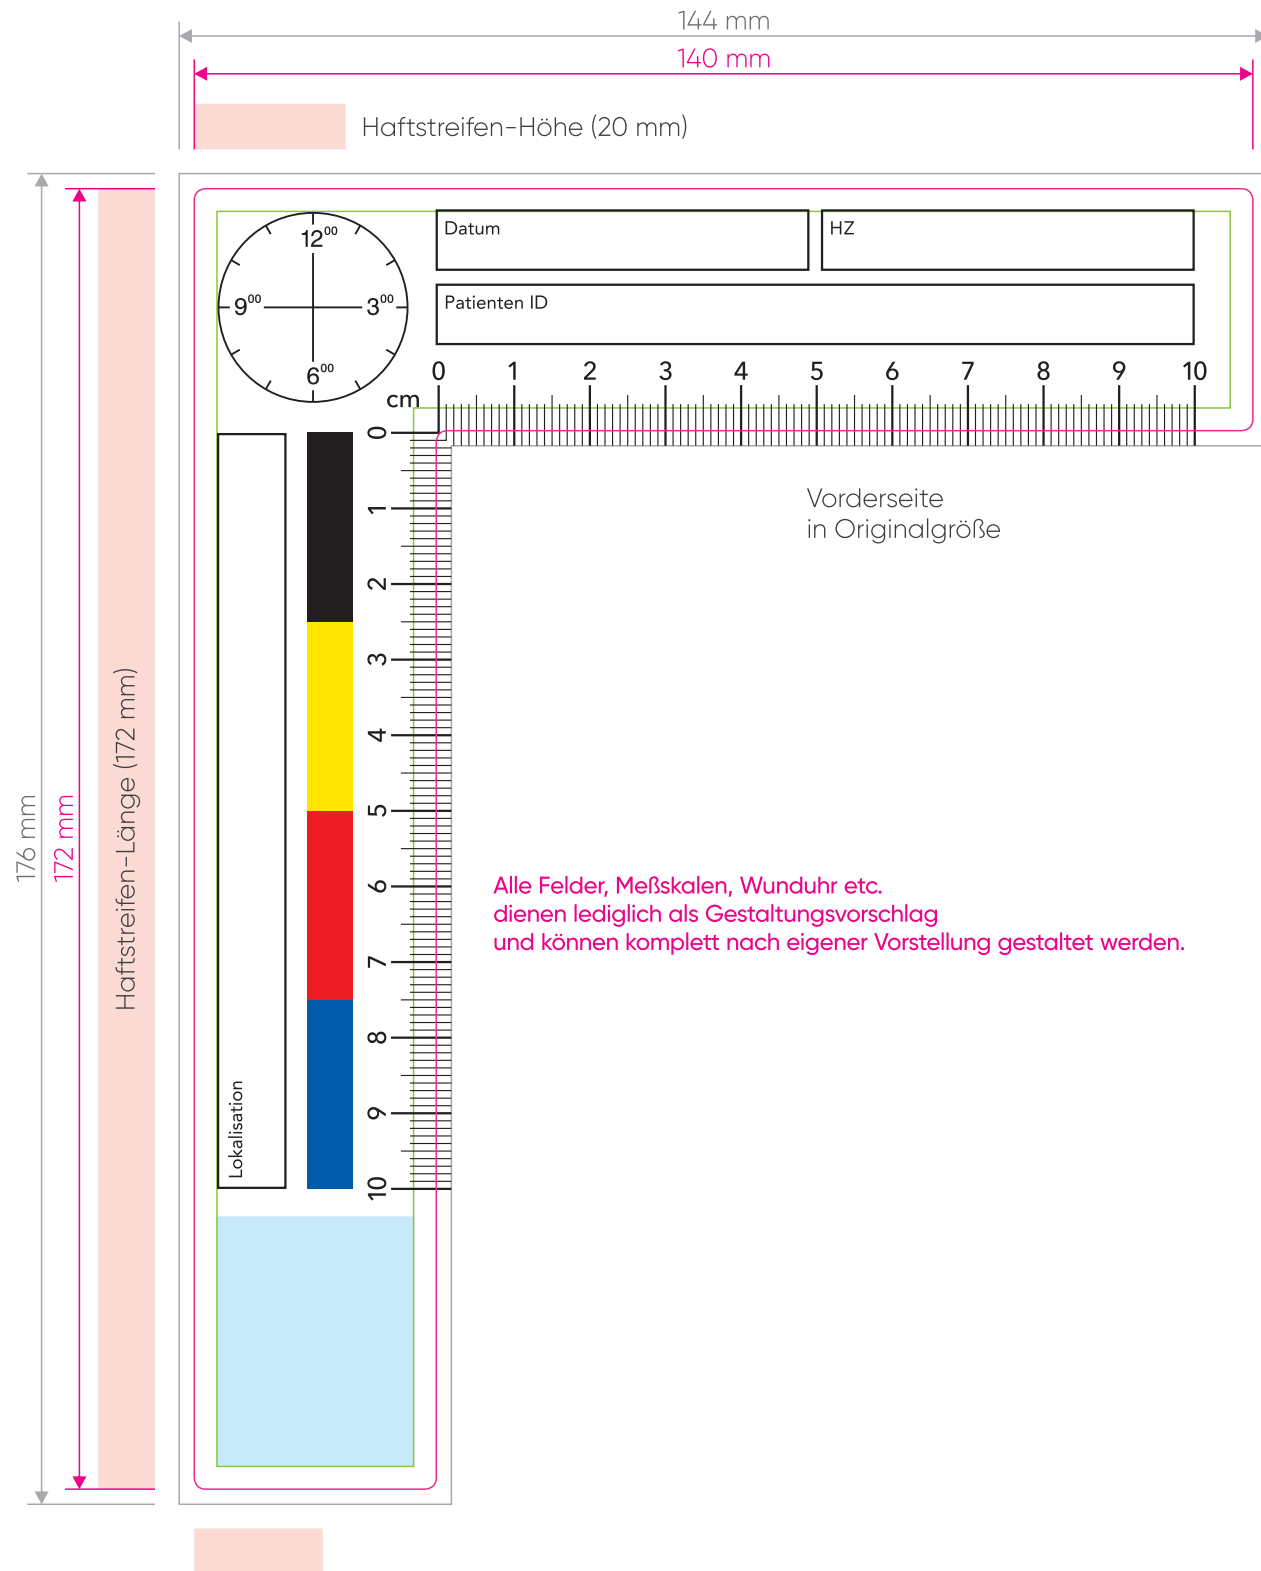 144 mm
140 mm
Haftstreifen-Höhe (20 mm)
12⁰⁰
9⁰⁰
3⁰⁰
6⁰⁰
Datum
HZ
Patienten ID
0 1 2 3 4 5 6 7 8 9 10
cm
0
1
2
3
4
5
6
7
8
9
10
Vorderseite
in Originalgröße
176 mm
172 mm
Haftstreifen-Länge (172 mm)
Lokalisation
Alle Felder, Meßskalen, Wunduhr etc.
dienen lediglich als Gestaltungsvorschlag
und können komplett nach eigener Vorstellung gestaltet werden.